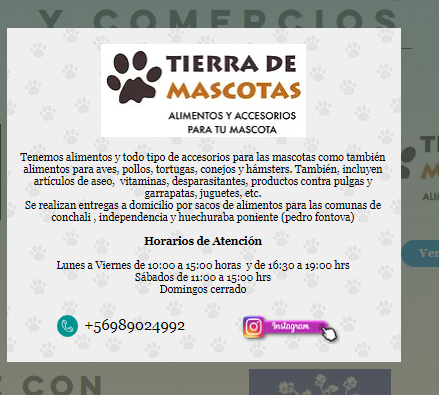 Y COMERCIOS
TIERRA DE
MASCOTAS
ALIMENTOS Y ACCESORIOS
PARA TU MASCOTA
Tenemos alimentos y todo tipo de accesorios para las mascotas como también
alimentos para aves, pollos, tortugas, conejos y hámsters. También, incluyen
artículos de aseo, vitaminas, desparasitantes, productos contra pulgas y
garrapatas, juguetes, etc.
Se realizan entregas a domicilio por sacos de alimentos para las comunas de
conchali , independencia y huechuraba poniente (pedro fontova)
Horarios de Atención
Lunes a Viernes de 10:00 a 15:00 horas y de 16:30 a 19:00 hrs
Sábados de 11:00 a 15:00 hrs
Domingos cerrado
+56989024992
Instagram
E CON